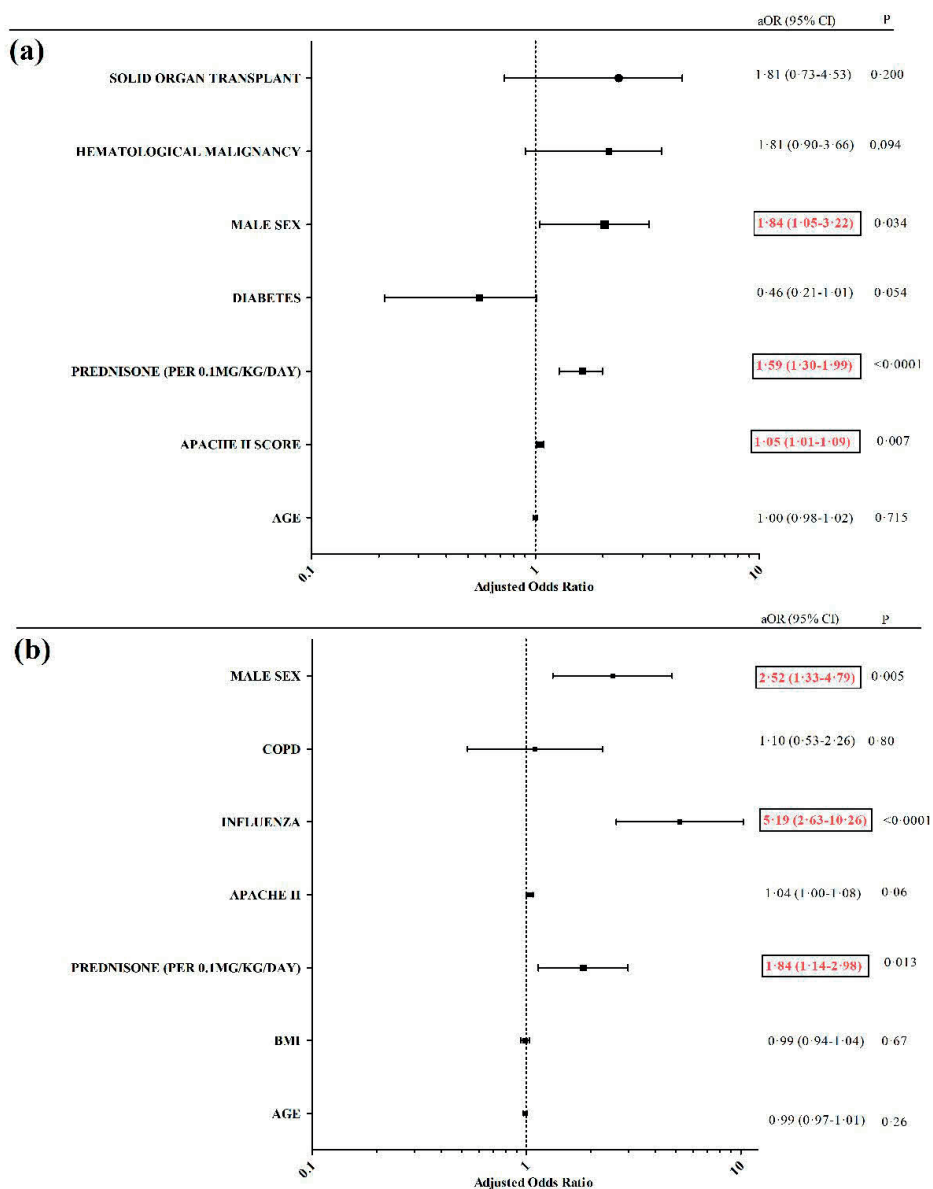 aOR (95% CI) P
(a)
SOLID ORGAN TRANSPLANT 1·81 (0·73-4·53) 0·200
HEMATOLOGICAL MALIGNANCY 1·81 (0·90-3·66) 0.094
MALE SEX 1·84 (1·05-3·22) 0·034
DIABETES 0·46 (0·21-1·01) 0·054
PREDNISONE (PER 0.1MG/KG/DAY) 1·59 (1·30-1·99) <0·0001
APACHE II SCORE 1·05 (1·01-1·09) 0·007
AGE 1·00 (0·98-1·02) 0·715
0.1 1 10
Adjusted Odds Ratio
aOR (95% CI) P
(b)
MALE SEX 2·52 (1·33-4·79) 0·005
COPD 1·10 (0·53-2·26) 0·80
INFLUENZA 5·19 (2·63-10·26) <0·0001
APACHE II 1·04 (1·00-1·08) 0·06
PREDNISONE (PER 0.1MG/KG/DAY) 1·84 (1·14-2·98) 0·013
BMI 0·99 (0·94-1·04) 0·67
AGE 0·99 (0·97-1·01) 0·26
0.1 1 10
Adjusted Odds Ratio